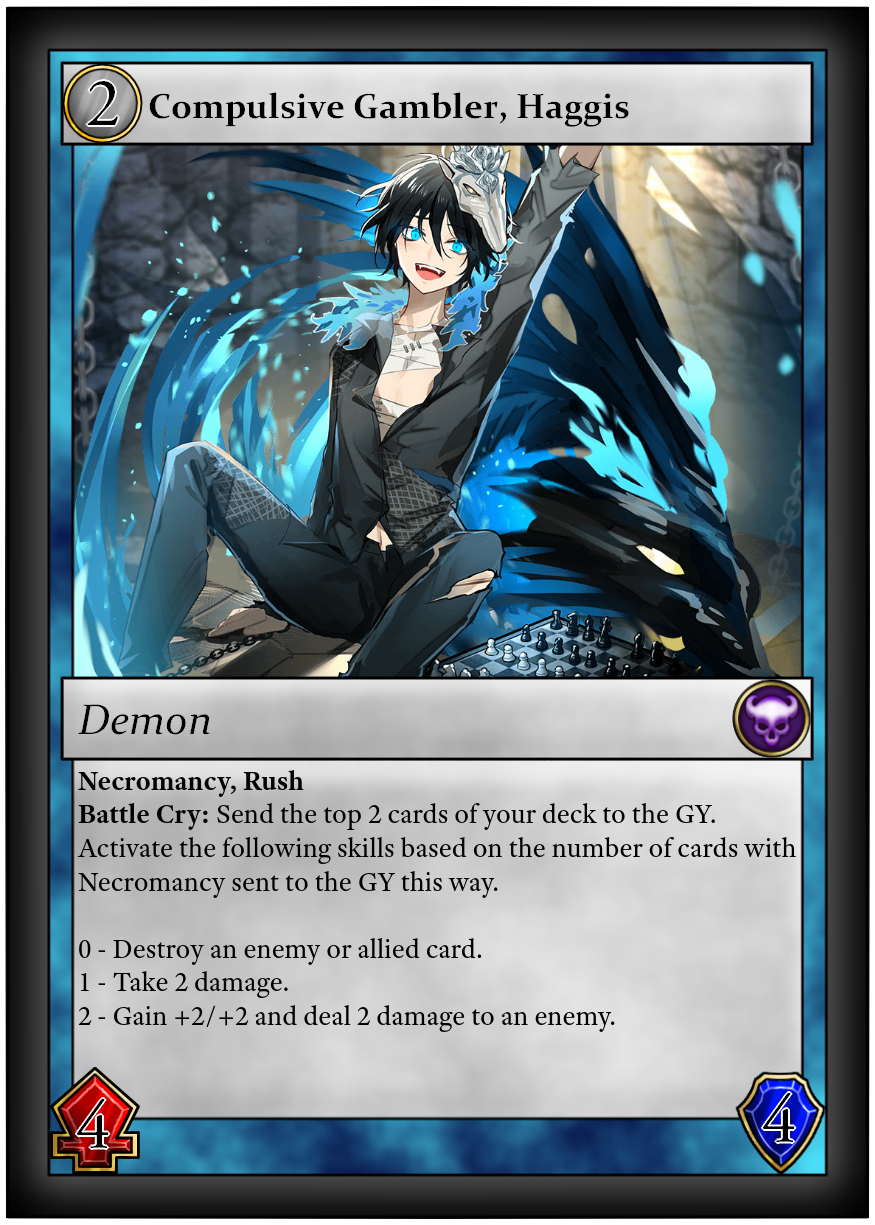 2
Compulsive Gambler, Haggis
Demon
Necromancy, Rush
Battle Cry: Send the top 2 cards of your deck to the GY.
Activate the following skills based on the number of cards with
Necromancy sent to the GY this way.
0 - Destroy an enemy or allied card.
1 - Take 2 damage.
2 - Gain +2/+2 and deal 2 damage to an enemy.
4
4